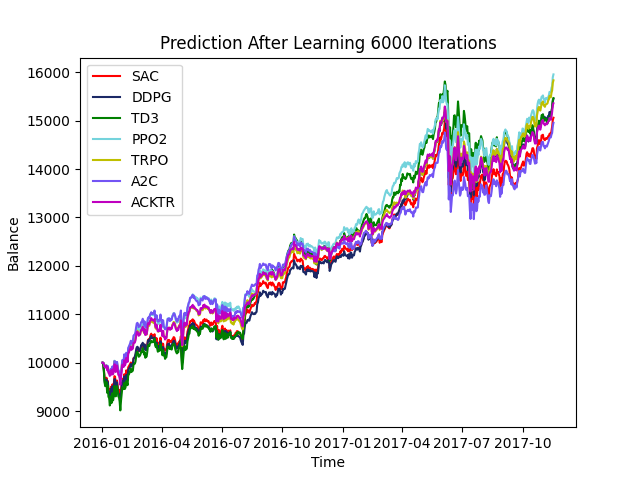 Prediction After Learning 6000 Iterations
16000
15000
14000
13000
12000
11000
10000
9000
Balance
SAC
DDPG
TD3
PPO2
TRPO
A2C
ACKTR
2016-01 2016-04 2016-07 2016-10 2017-01 2017-04 2017-07 2017-10
Time